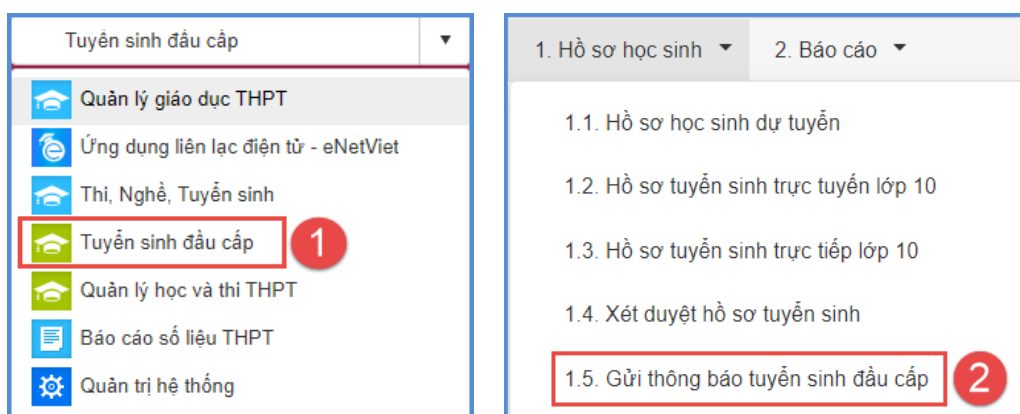 Tuyển sinh đầu cấp
Quản lý giáo dục THPT
Ứng dụng liên lạc điện tử - eNetViet
Thi, Nghề, Tuyển sinh
Tuyển sinh đầu cấp
1
Quản lý học và thi THPT
Báo cáo số liệu THPT
Quản trị hệ thống
1. Hồ sơ học sinh 2. Báo cáo
1.1. Hồ sơ học sinh dự tuyển
1.2. Hồ sơ tuyển sinh trực tuyến lớp 10
1.3. Hồ sơ tuyển sinh trực tiếp lớp 10
1.4. Xét duyệt hồ sơ tuyển sinh
1.5. Gửi thông báo tuyển sinh đầu cấp
2